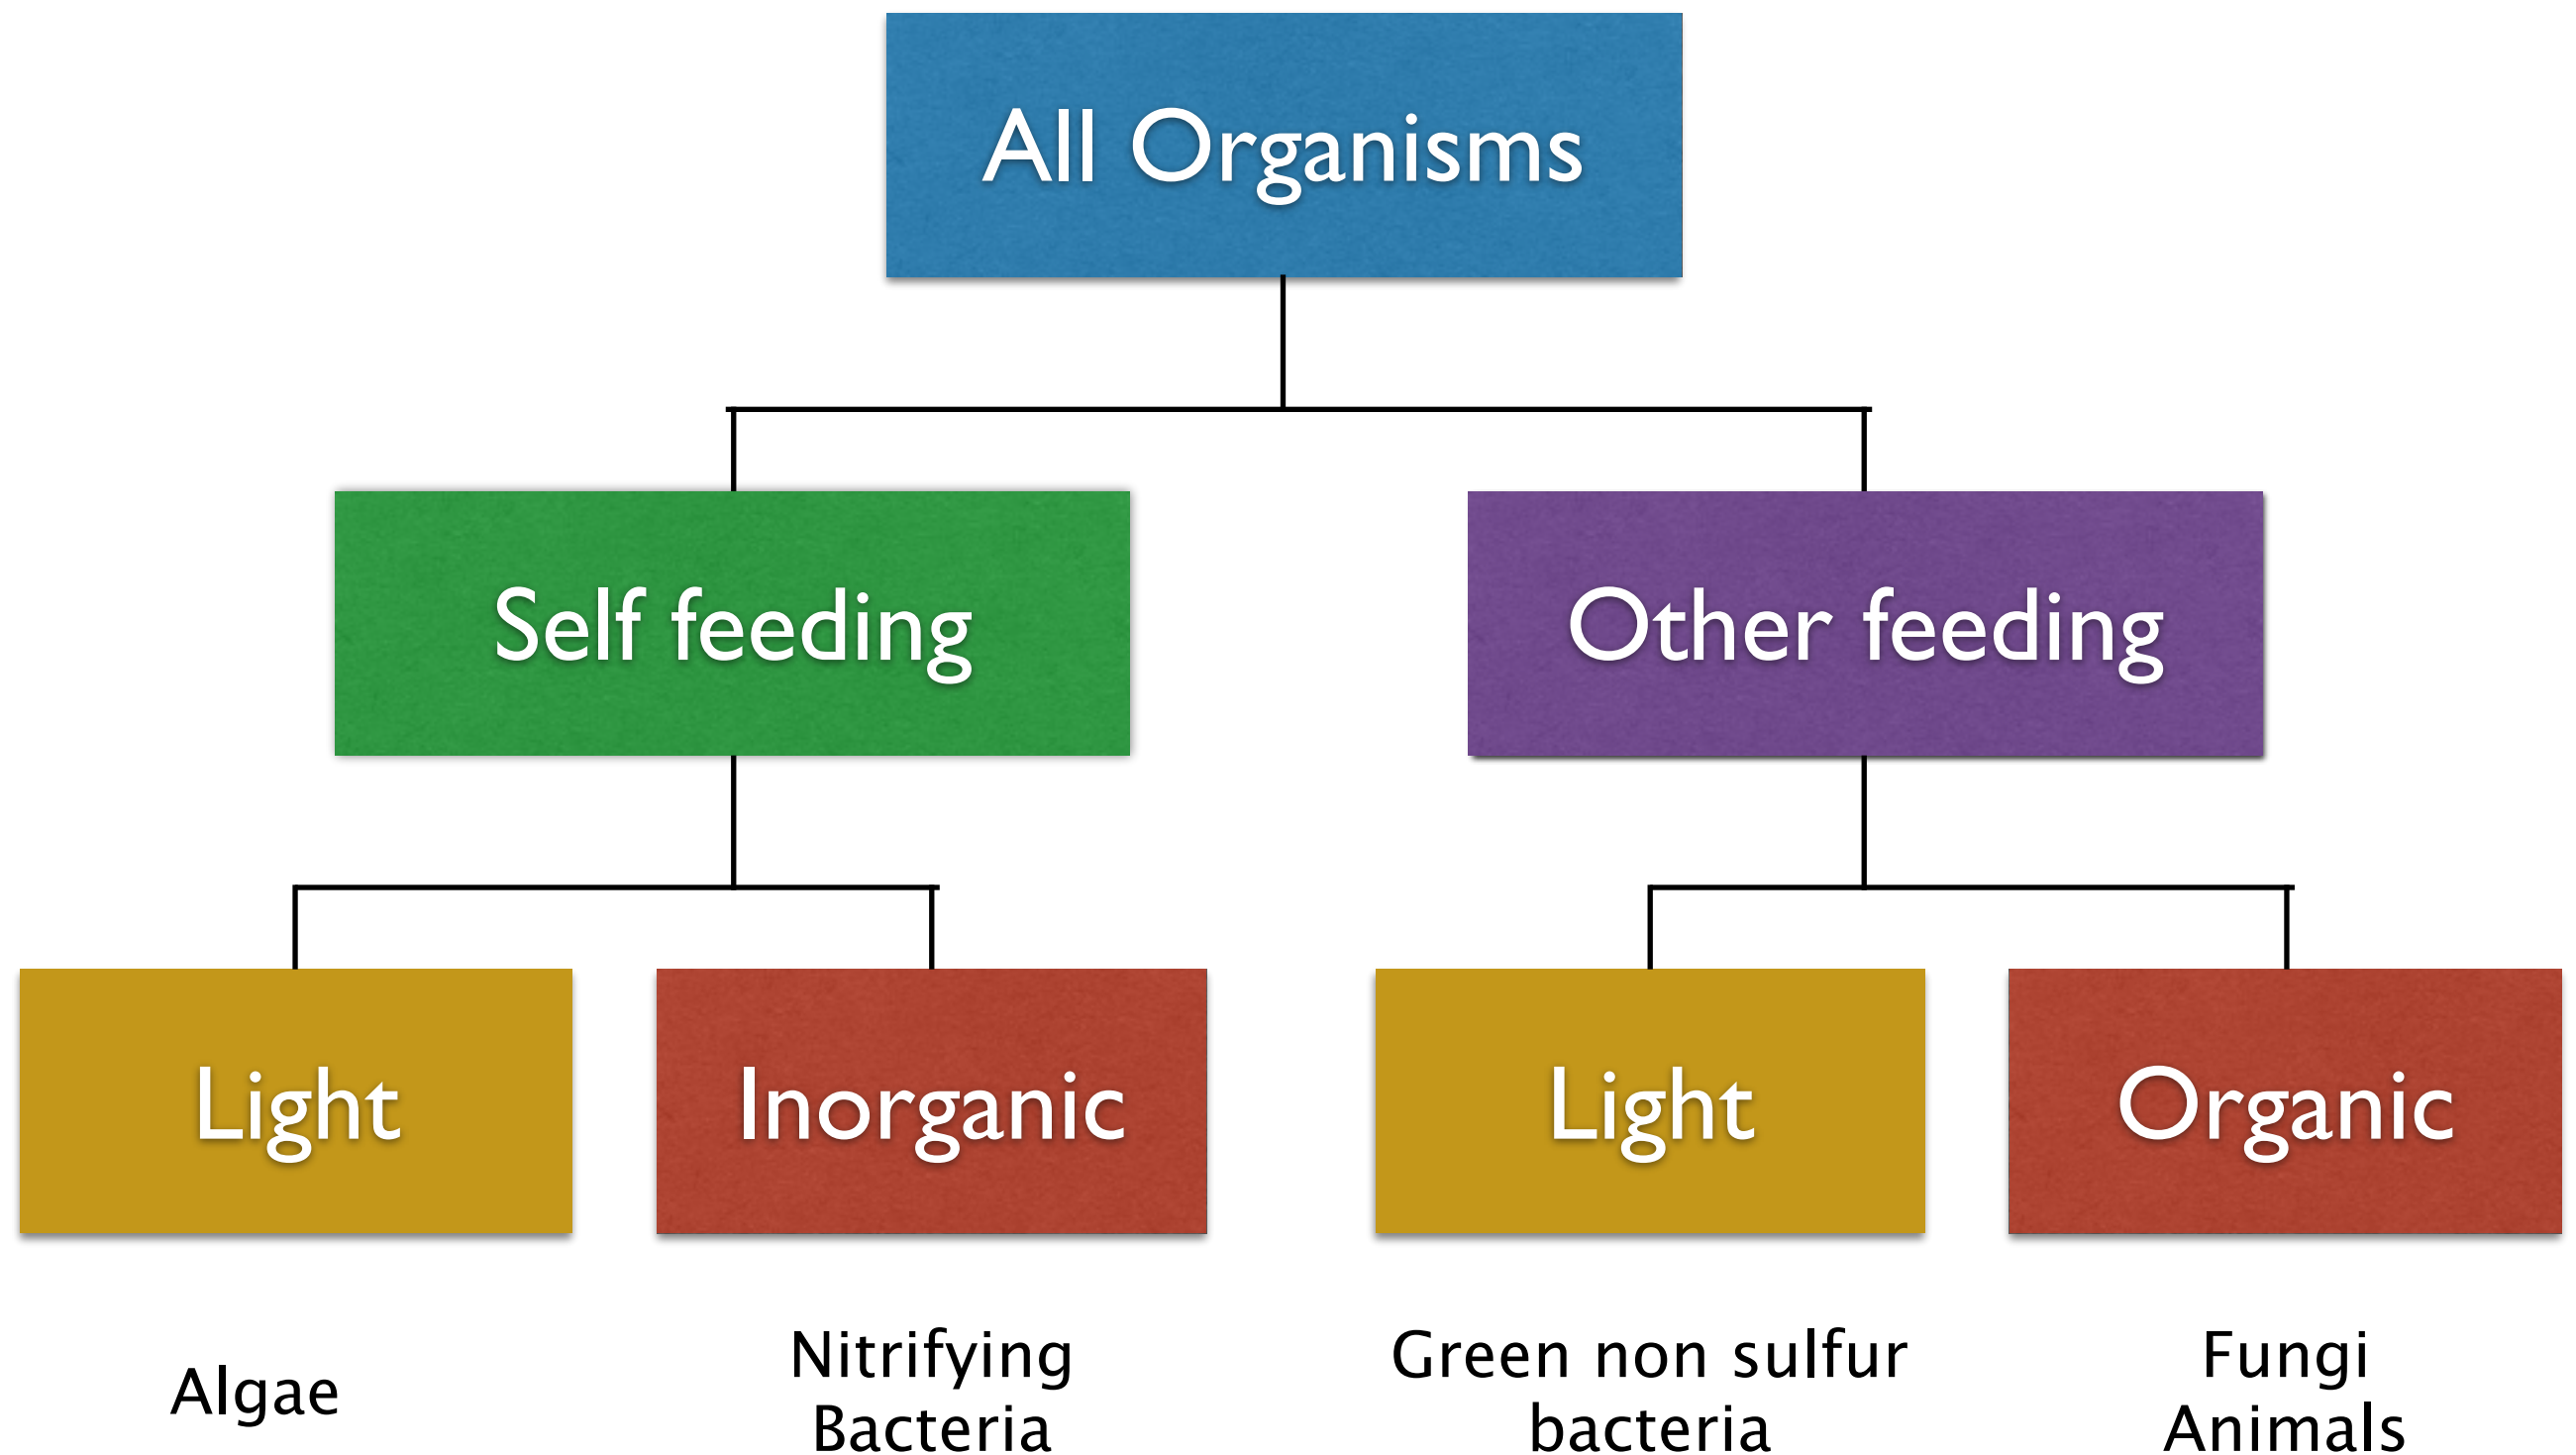 All Organisms
Self feeding
Other feeding
Light
Inorganic
Light
Organic
Algae
Nitrifying
Bacteria
Green non sulfur
bacteria
Fungi
Animals